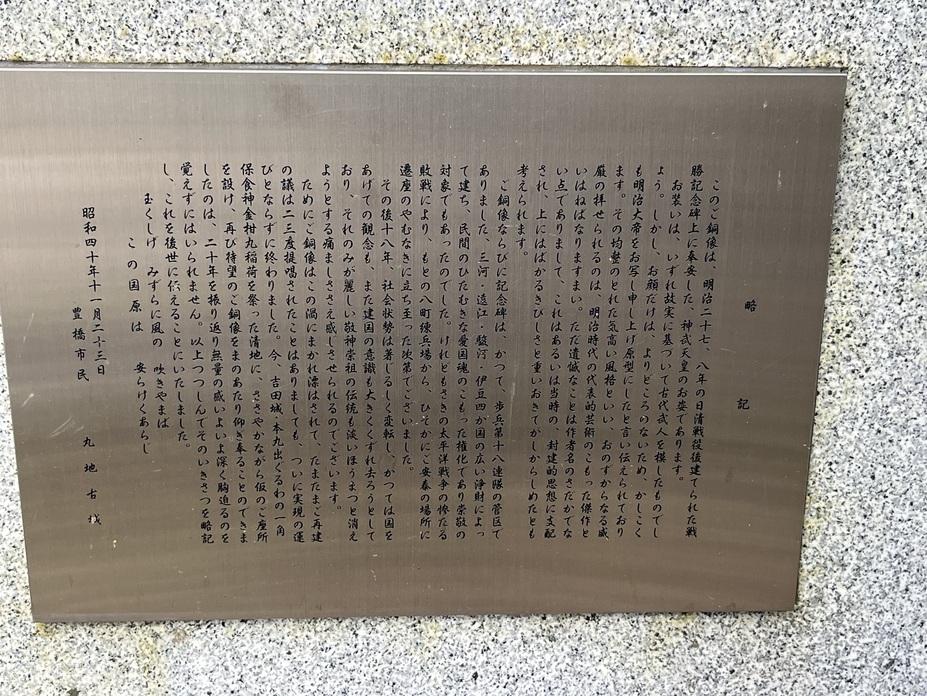 略記
このご銅像は、明治二十七、八年の日清戦役後建てられた戦
勝記念碑上に奉安した、神武天皇のお姿であります。
お装いは、いずれ故実に基づいて古代武人を模したものでし
ょう。しかし、お顔だけは、よりどころのないため、かしこく
も明治大帝をお写し申し上げ原型にしたと言い伝えられており
ます。その均整のとれた気高い風格といい、おのずからなる威
厳の拝せられるのは、明治時代の代表的芸術のこもった傑作と
いはねばなりますまい。ただ遺憾なことは作者名のさだかでな
い点でありまして、これはあるいは当時の、封建的思想に支配
され、上にはばかるきびしさと重いおきてかからしめたとも
考えられます。
ご銅像ならびに記念碑は、かつて、歩兵第十八連隊の管区で
ありました、三河・遠江・駿河・伊豆四か国の広い浄財によっ
て建ち、民間のひたむきな愛国魂のこもった権化であり崇敬の
対象でもあったのでした。けれどもさきの太平洋戦争の惨たる
敗戦により、もとの八町練兵場から、ひそかにご安泰の場所に
遷座のやむなきに立ち至った次第でございました。
その後十八年、社会状勢は著じるしく変転し、かつては国を
あげての観念も、また建国の意識も大きくくずれ去ろうとして
おり、それのみが麗しい敬神崇祖の伝統も淡いほうまつと消え
ようとする痛ましささえ感じさせられるのでございます。
ためにご銅像はこの渦にまかれ漂はされて、たまたまご再建
の議は二三度提唱されたことはありましても、ついに実現の運
びとならずに終わりました。今、吉田城、本丸出くるわの一角
保食神金柑丸稲荷を祭った清地に、ささやかながら仮のご座所
を設け、再び待望のご銅像をまのあたり仰ぎ奉ることのできま
したのは、二十年を振り返り無量の感いよいよ深く胸迫るのを
覚えずにはいられません。以上つつしんでそのいきさつを略記
し、これを後世に伝えることにいたしました。
玉くしげ　みずらに風の　吹きやまば
この国原は　安らけくあらし
昭和四十年十一月二十三日
豊橋市民　丸地古